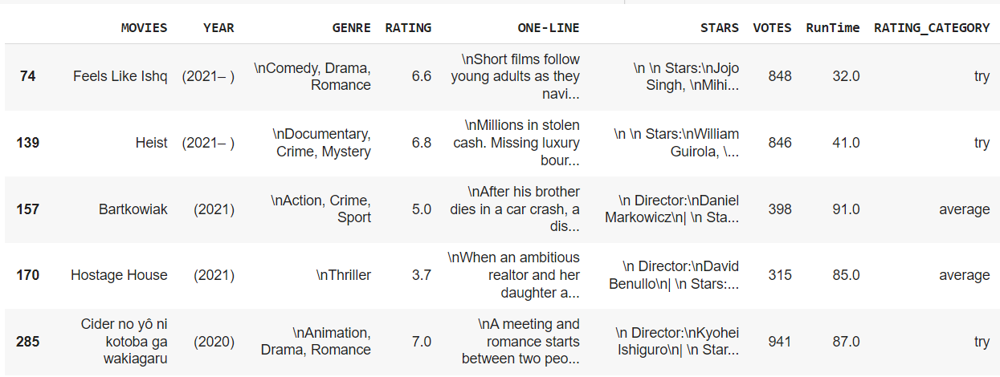 MOVIES YEAR GENRE RATING ONE-LINE STARS VOTES RunTime RATING_CATEGORY
74 Feels Like Ishq (2021– ) \nComedy, Drama, Romance 6.6 \nShort films follow young adults as they navi... \n \n Stars:\nJojo Singh, \nMihi... 848 32.0 try
139 Heist (2021– ) \nDocumentary, Crime, Mystery 6.8 \nMillions in stolen cash. Missing luxury bour... \n \n Stars:\nWilliam Guirola, \... 846 41.0 try
157 Bartkowiak (2021) \nAction, Crime, Sport 5.0 \nAfter his brother dies in a car crash, a dis... \n Director:\nDaniel Markowicz\n| \n Sta... 398 91.0 average
170 Hostage House (2021) \nThriller 3.7 \nWhen an ambitious realtor and her daughter a... \n Director:\nDavid Benullo\n| \n Stars:... 315 85.0 average
285 Cider no yô ni kotoba ga wakiagaru (2020) \nAnimation, Drama, Romance 7.0 \nA meeting and romance starts between two peo... \n Director:\nKyohei Ishiguro\n| \n Star... 941 87.0 try